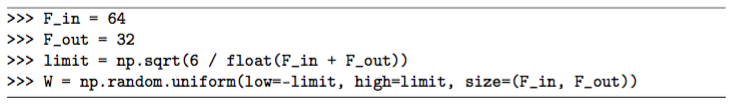 >>> F_in = 64
>>> F_out = 32
>>> limit = np.sqrt(6 / float(F_in + F_out))
>>> W = np.random.uniform(low=-limit, high=limit, size=(F_in, F_out))